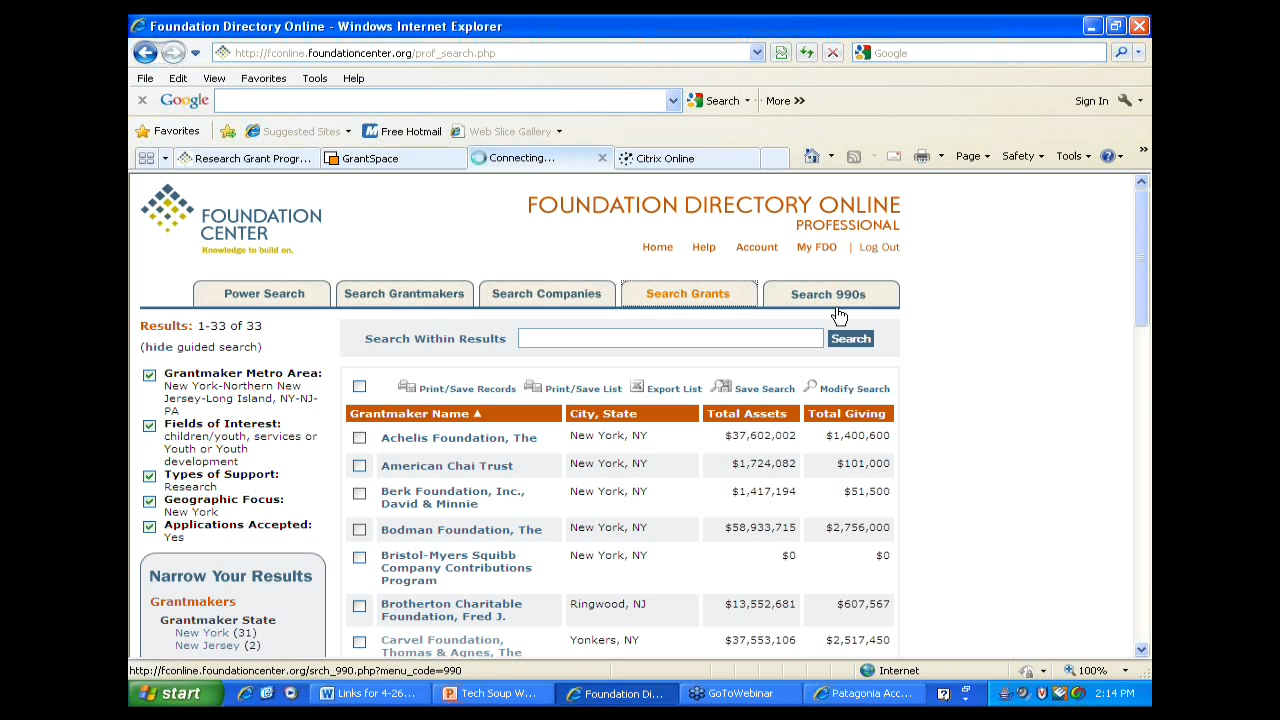 Foundation Directory Online - Windows Internet Explorer
http://fconline.foundationcenter.org/prof_search.php
Google
File Edit View Favorites Tools Help
Google
Search
More >>
Sign In
Favorites
Suggested Sites
Free Hotmail
Web Slice Gallery
Research Grant Progr...
GrantSpace
Connecting...
Citrix Online
Page
Safety
Tools
FOUNDATION
CENTER
Knowledge to build on.
FOUNDATION DIRECTORY ONLINE
PROFESSIONAL
Home Help Account My FDO | Log Out
Power Search
Search Grantmakers
Search Companies
Search Grants
Search 990s
Results: 1-33 of 33
(hide guided search)
Grantmaker Metro Area:
New York-Northern New
Jersey-Long Island, NY-NJ-
PA
Fields of Interest:
children/youth, services or
Youth or Youth
development
Types of Support:
Research
Geographic Focus:
New York
Applications Accepted:
Yes
Narrow Your Results
Grantmakers
Grantmaker State
New York (31)
New Jersey (2)
Search Within Results
Search
Print/Save Records
Print/Save List
Export List
Save Search
Modify Search
Grantmaker Name City, State Total Assets Total Giving
Achelis Foundation, The New York, NY $37,602,002 $1,400,600
American Chai Trust New York, NY $1,724,082 $101,000
Berk Foundation, Inc., New York, NY $1,417,194 $51,500
David & Minnie
Bodman Foundation, The New York, NY $58,933,715 $2,756,000
Bristol-Myers Squibb New York, NY $0 $0
Company Contributions
Program
Brotherton Charitable Ringwood, NJ $13,552,681 $607,567
Foundation, Fred J.
Carvel Foundation, Yonkers, NY $37,553,106 $2,517,450
Thomas & Agnes, The
http://fconline.foundationcenter.org/srch_990.php?menu_code=990
Internet
100%
start
Links for 4-26...
Tech Soup W...
Foundation Di...
GoToWebinar
Patagonia Acc...
2:14 PM